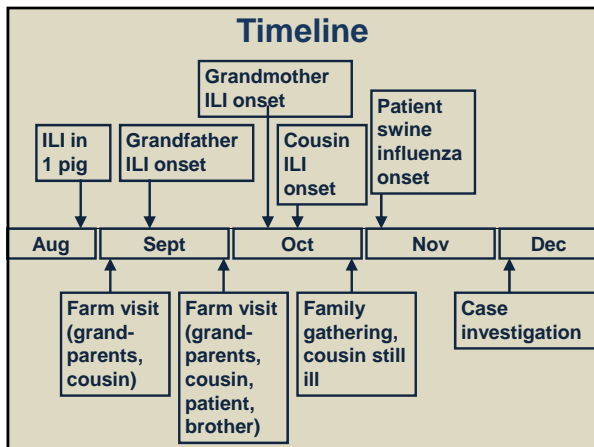 Timeline
Grandmother
ILI onset
ILI in
1 pig
Grandfather
ILI onset
Cousin
ILI
onset
Patient
swine
influenza
onset
Aug
Sept
Oct
Nov
Dec
Farm visit
(grand-
parents,
cousin)
Farm visit
(grand-
parents,
cousin,
patient,
brother)
Family
gathering,
cousin still
ill
Case
investigation